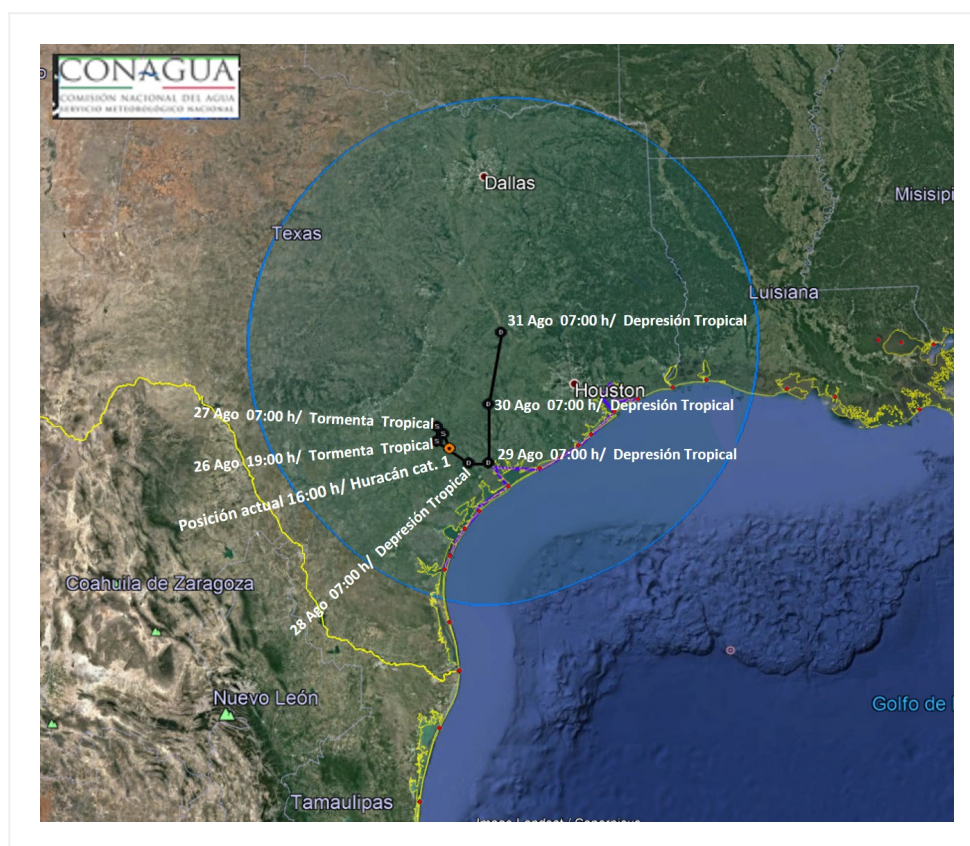 CONAGUA
COMISIÓN NACIONAL DEL AGUA
SERVICIO METEOROLÓGICO NACIONAL
Dallas
Misisipi
Texas
Luisiana
31 Ago 07:00 h/ Depresión Tropical
Houston
30 Ago 07:00 h/ Depresión Tropical
27 Ago 07:00 h/ Tormenta Tropical
26 Ago 19:00 h/ Tormenta Tropical
29 Ago 07:00 h/ Depresión Tropical
Posición actual 16:00 h/ Huracán cat. 1
28 Ago 07:00 h/ Depresión Tropical
D
D
S
S
S
D
D
Coahuila de Zaragoza
Nuevo León
Golfo de
Tamaulipas
Image Landsat / Copernicus